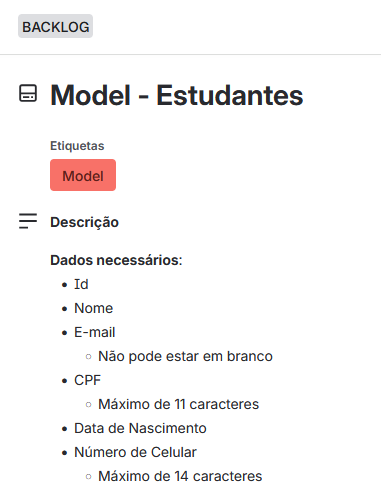 BACKLOG
Model - Estudantes
Etiquetas
Model
Descrição
Dados necessários:
Id
Nome
E-mail
Não pode estar em branco
CPF
Máximo de 11 caracteres
Data de Nascimento
Número de Celular
Máximo de 14 caracteres